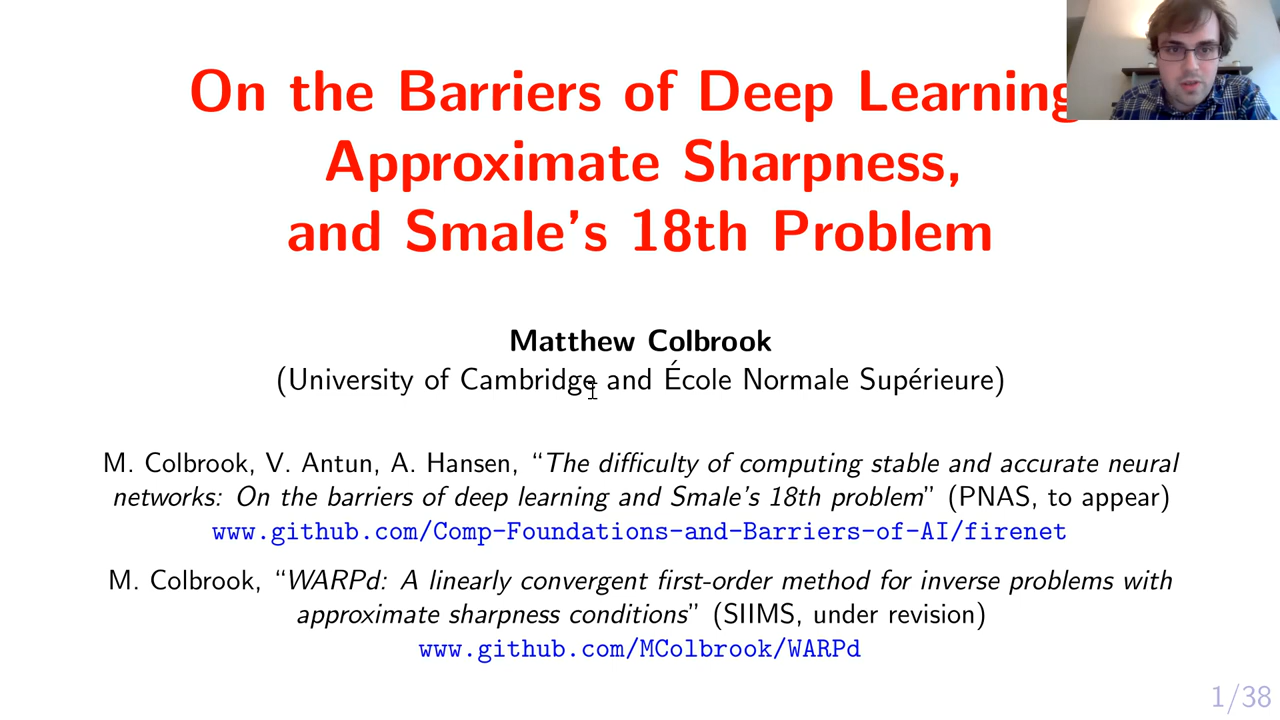 On the Barriers of Deep Learning
Approximate Sharpness,
and Smale's 18th Problem
Matthew Colbrook
(University of Cambridge and École Normale Supérieure)
M. Colbrook, V. Antun, A. Hansen, “The difficulty of computing stable and accurate neural
networks: On the barriers of deep learning and Smale's 18th problem” (PNAS, to appear)
www.github.com/Comp-Foundations-and-Barriers-of-AI/firenet
M. Colbrook, “WARPd: A linearly convergent first-order method for inverse problems with
approximate sharpness conditions” (SIIMS, under revision)
www.github.com/MColbrook/WARPd
1/38